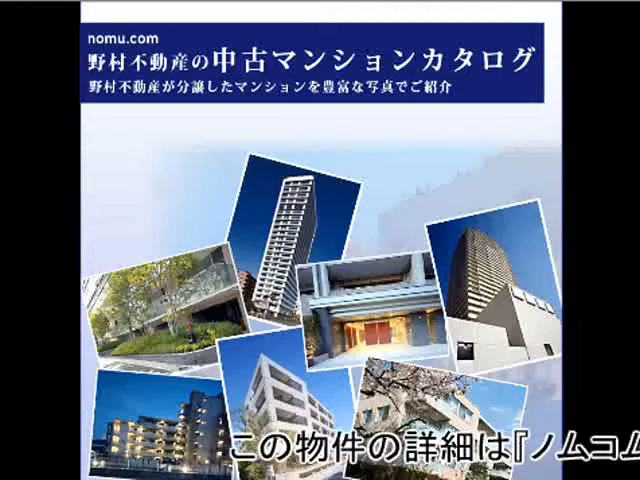 nomu.com
野村不動産の中古マンションカタログ
野村不動産が分譲したマンションを豊富な写真でご紹介
この物件の詳細は『ノムコム